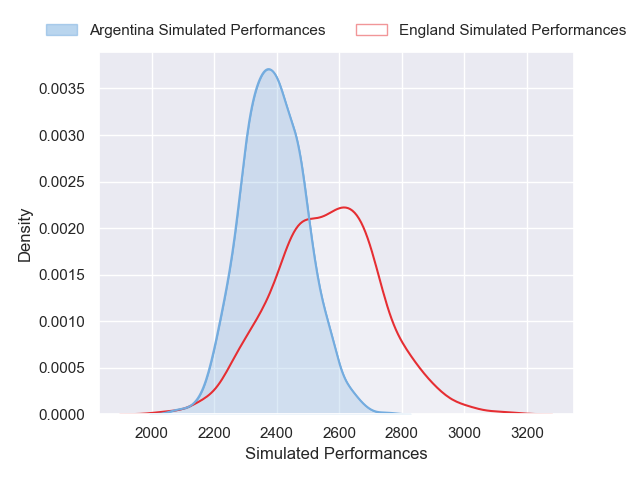 Argentina Simulated Performances England Simulated Performances
0.0035
0.0030
0.0025
0.0020
0.0015
0.0010
0.0005
0.0000
Density
2000 2200 2400 2600 2800 3000 3200
Simulated Performances